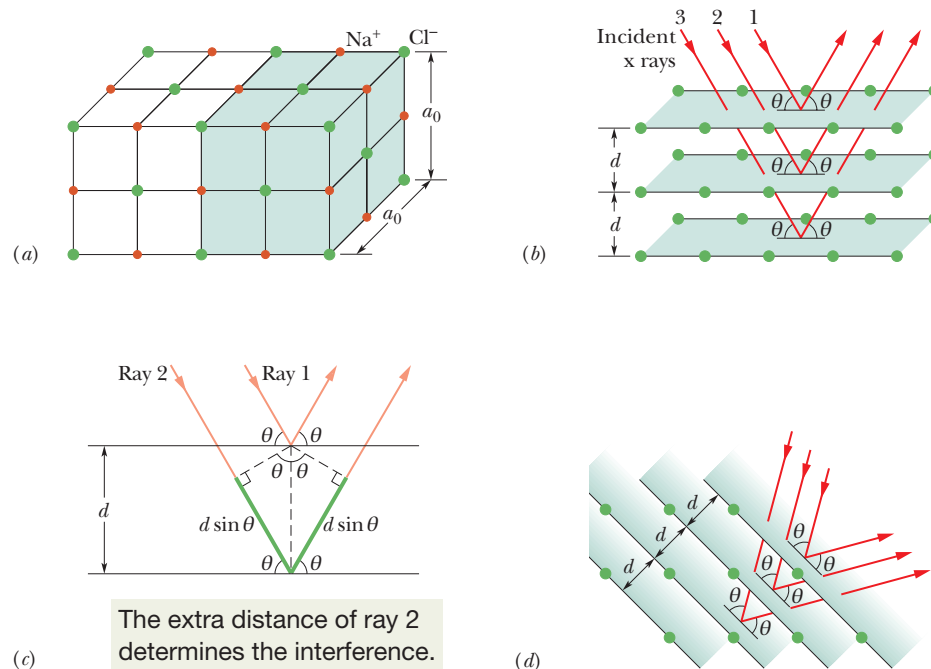 Na+ Cl−
a0
a0
(a)
3 2 1
Incident
x rays
θ θ
d
θ θ
d
θ θ
(b)
Ray 2 Ray 1
θ θ
θ θ
d
d sin θ d sin θ
θ θ
The extra distance of ray 2
determines the interference.
(c)
d
d
d
θ
θ
θ
θ
θ
θ
(d)